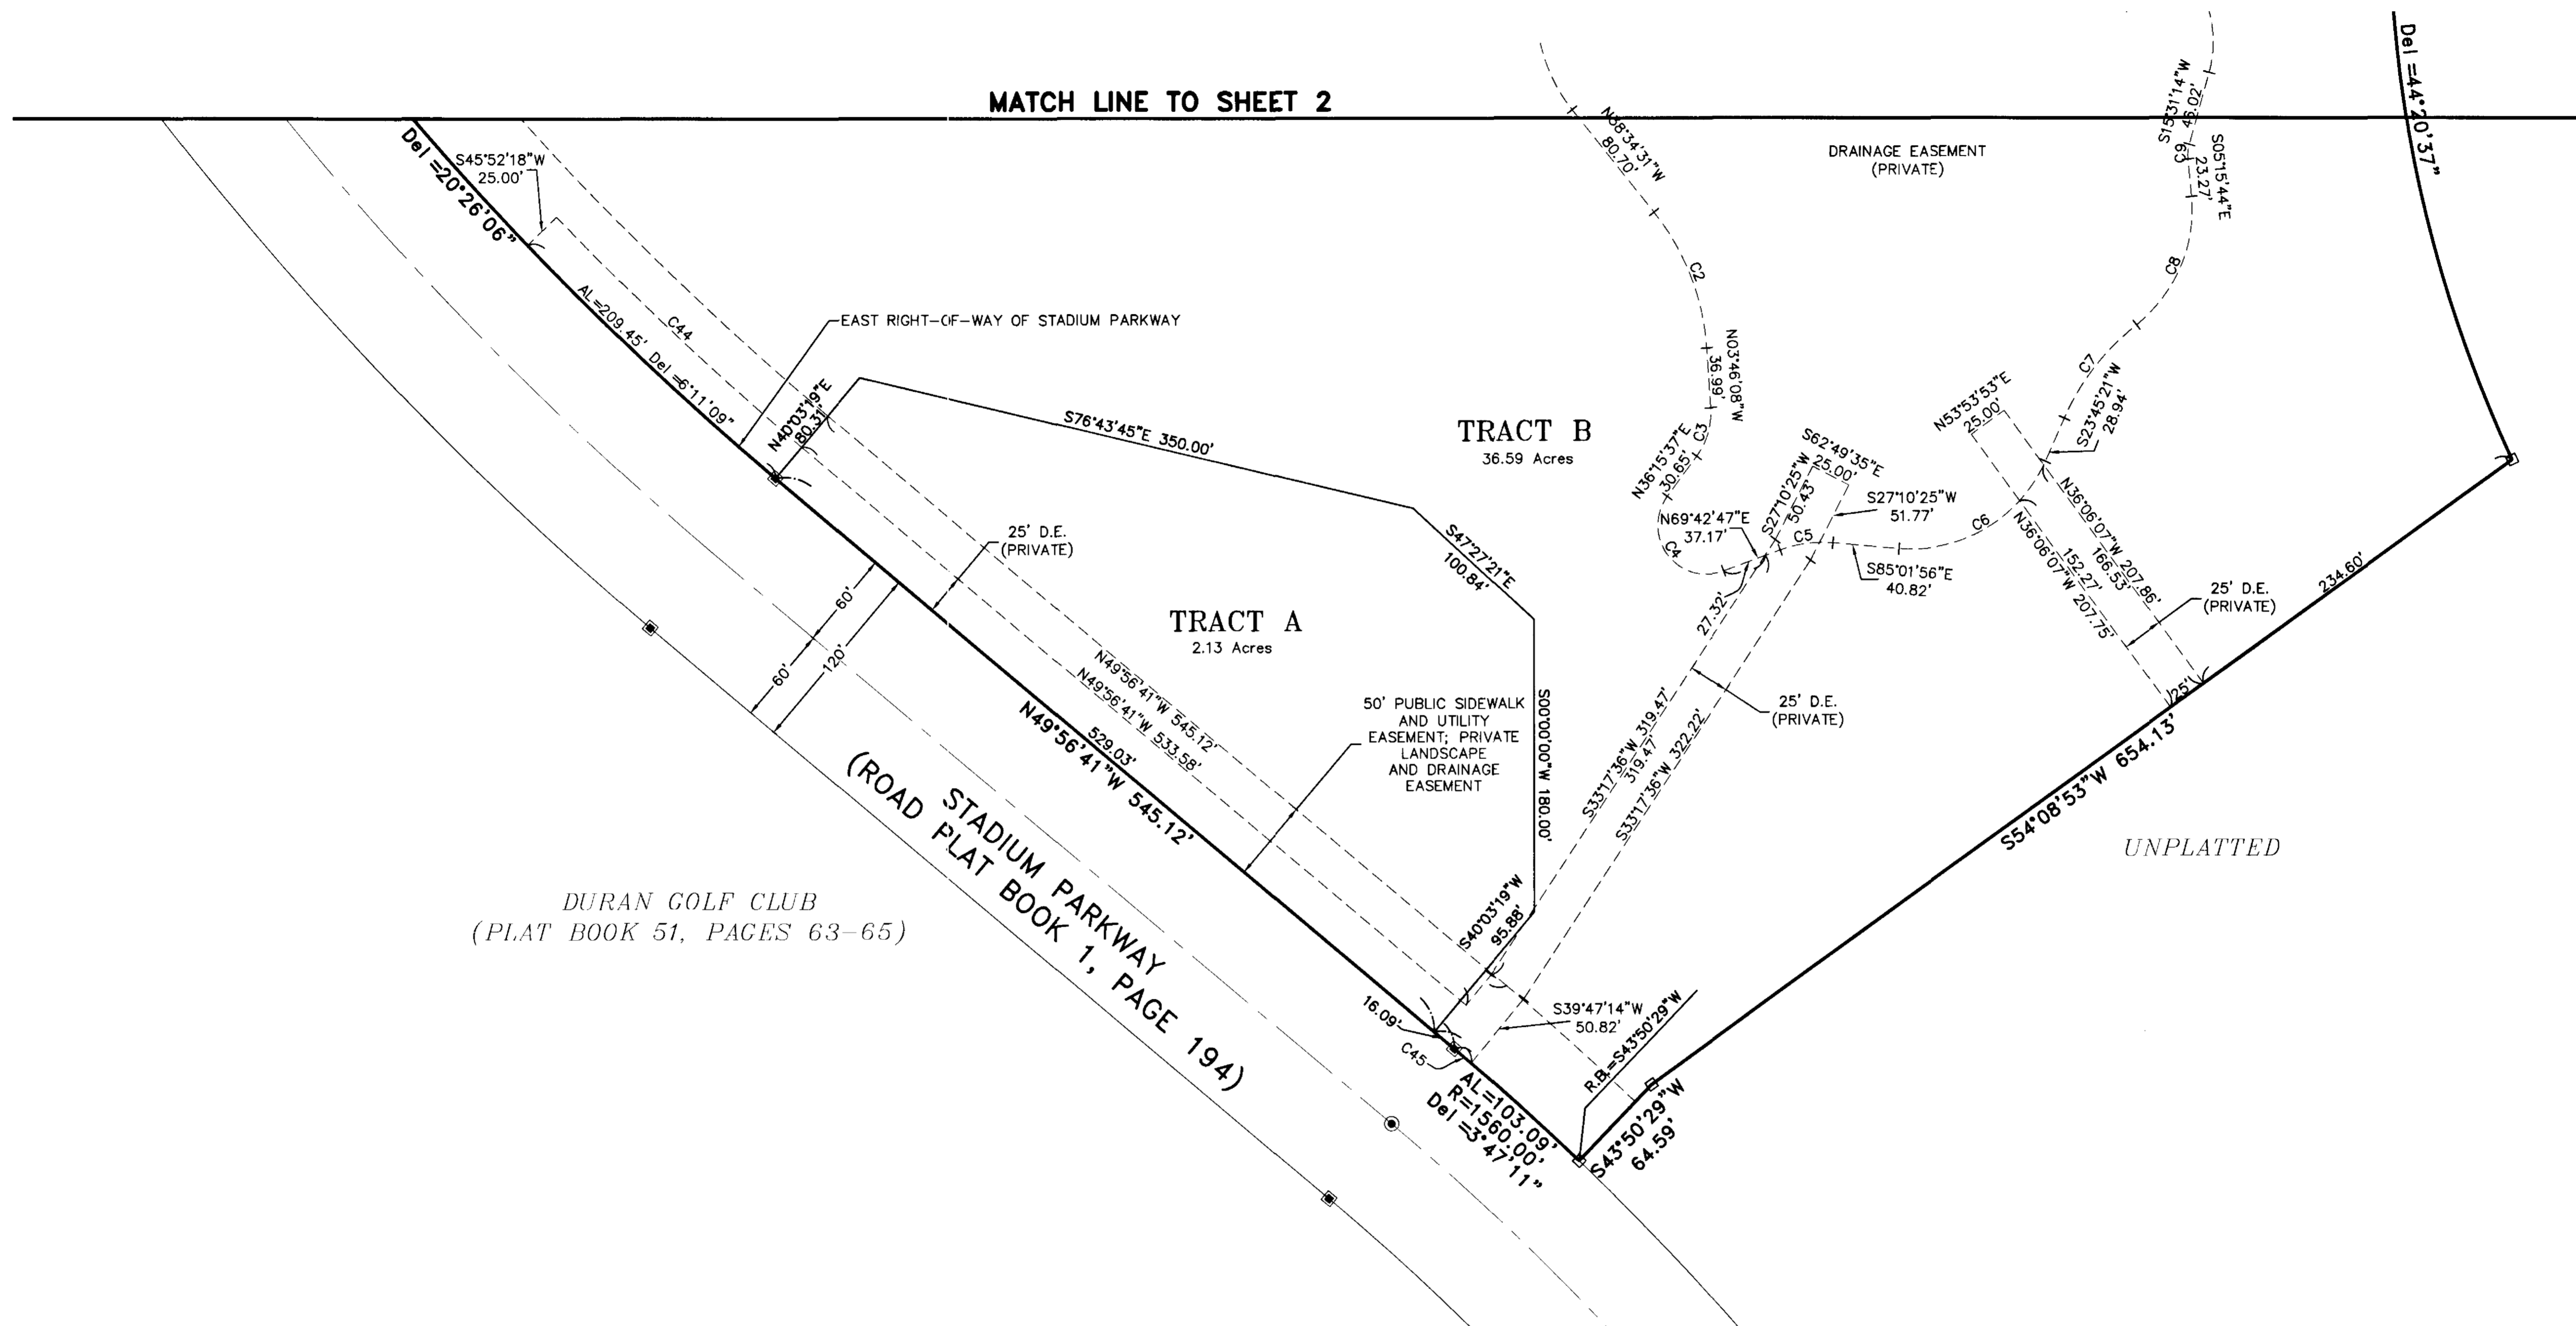 MATCH LINE TO SHEET 2
Del =20°26'06"
S45°52'18"W
25.00'
AL=209.45' Del =6°11'09"
C44
EAST RIGHT-OF-WAY OF STADIUM PARKWAY
N40°03'19"E
80.31'
S76°43'45"E 350.00'
25' D.E.
(PRIVATE)
60'
60'
120'
TRACT A
2.13 Acres
TRACT B
36.59 Acres
S47°27'21"E
100.84'
S00°00'00"W 180.00'
50' PUBLIC SIDEWALK
AND UTILITY
EASEMENT; PRIVATE
LANDSCAPE
AND DRAINAGE
EASEMENT
N49°56'41"W 545.12'
N49°56'41"W 533.58'
529.03'
N49°56'41"W 545.12'
STADIUM PARKWAY
(ROAD PLAT BOOK 1, PAGE 194)
DURAN GOLF CLUB
(PLAT BOOK 51, PAGES 63-65)
S40°03'19"W
95.88'
16.09'
C45
S39°47'14"W
50.82'
R.B.=S43°50'29"W
AL=103.09'
R=1560.00'
Del =3°47'11"
S43°50'29"W
64.59'
DRAINAGE EASEMENT
(PRIVATE)
80.70'
C2
N03°46'08"W
36.99'
C3
N36°15'37"E
30.65'
C4
N69°42'47"E
37.17'
S27°10'25"W
50.43'
S62°49'35"E
25.00'
S27°10'25"W
51.77'
C5
S85°01'56"E
40.82'
C6
27.32'
S33°17'36"W 319.47'
319.47'
S33°17'36"W 322.22'
25' D.E.
(PRIVATE)
N53°53'53"E
25.00'
S23°45'21"W
28.94'
C7
C8
S15°31'14"W
46.02'
S05°15'44"E
23.27'
Del =44°20'37"
N36°06'07"W 207.86'
166.53'
152.27'
N36°06'07"W 207.75'
25' D.E.
(PRIVATE)
25'
234.60'
S54°08'53"W 654.13'
UNPLATTED